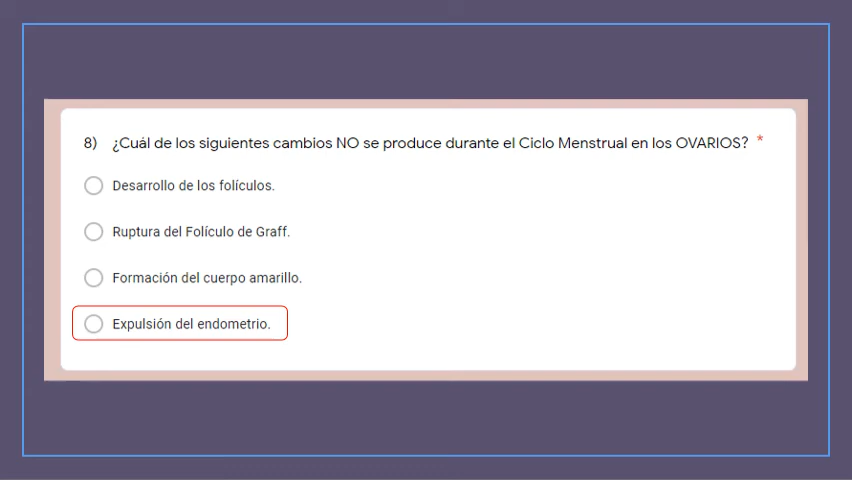 8) ¿Cuál de los siguientes cambios NO se produce durante el Ciclo Menstrual en los OVARIOS? *
Desarrollo de los folículos.
Ruptura del Folículo de Graff.
Formación del cuerpo amarillo.
Expulsión del endometrio.